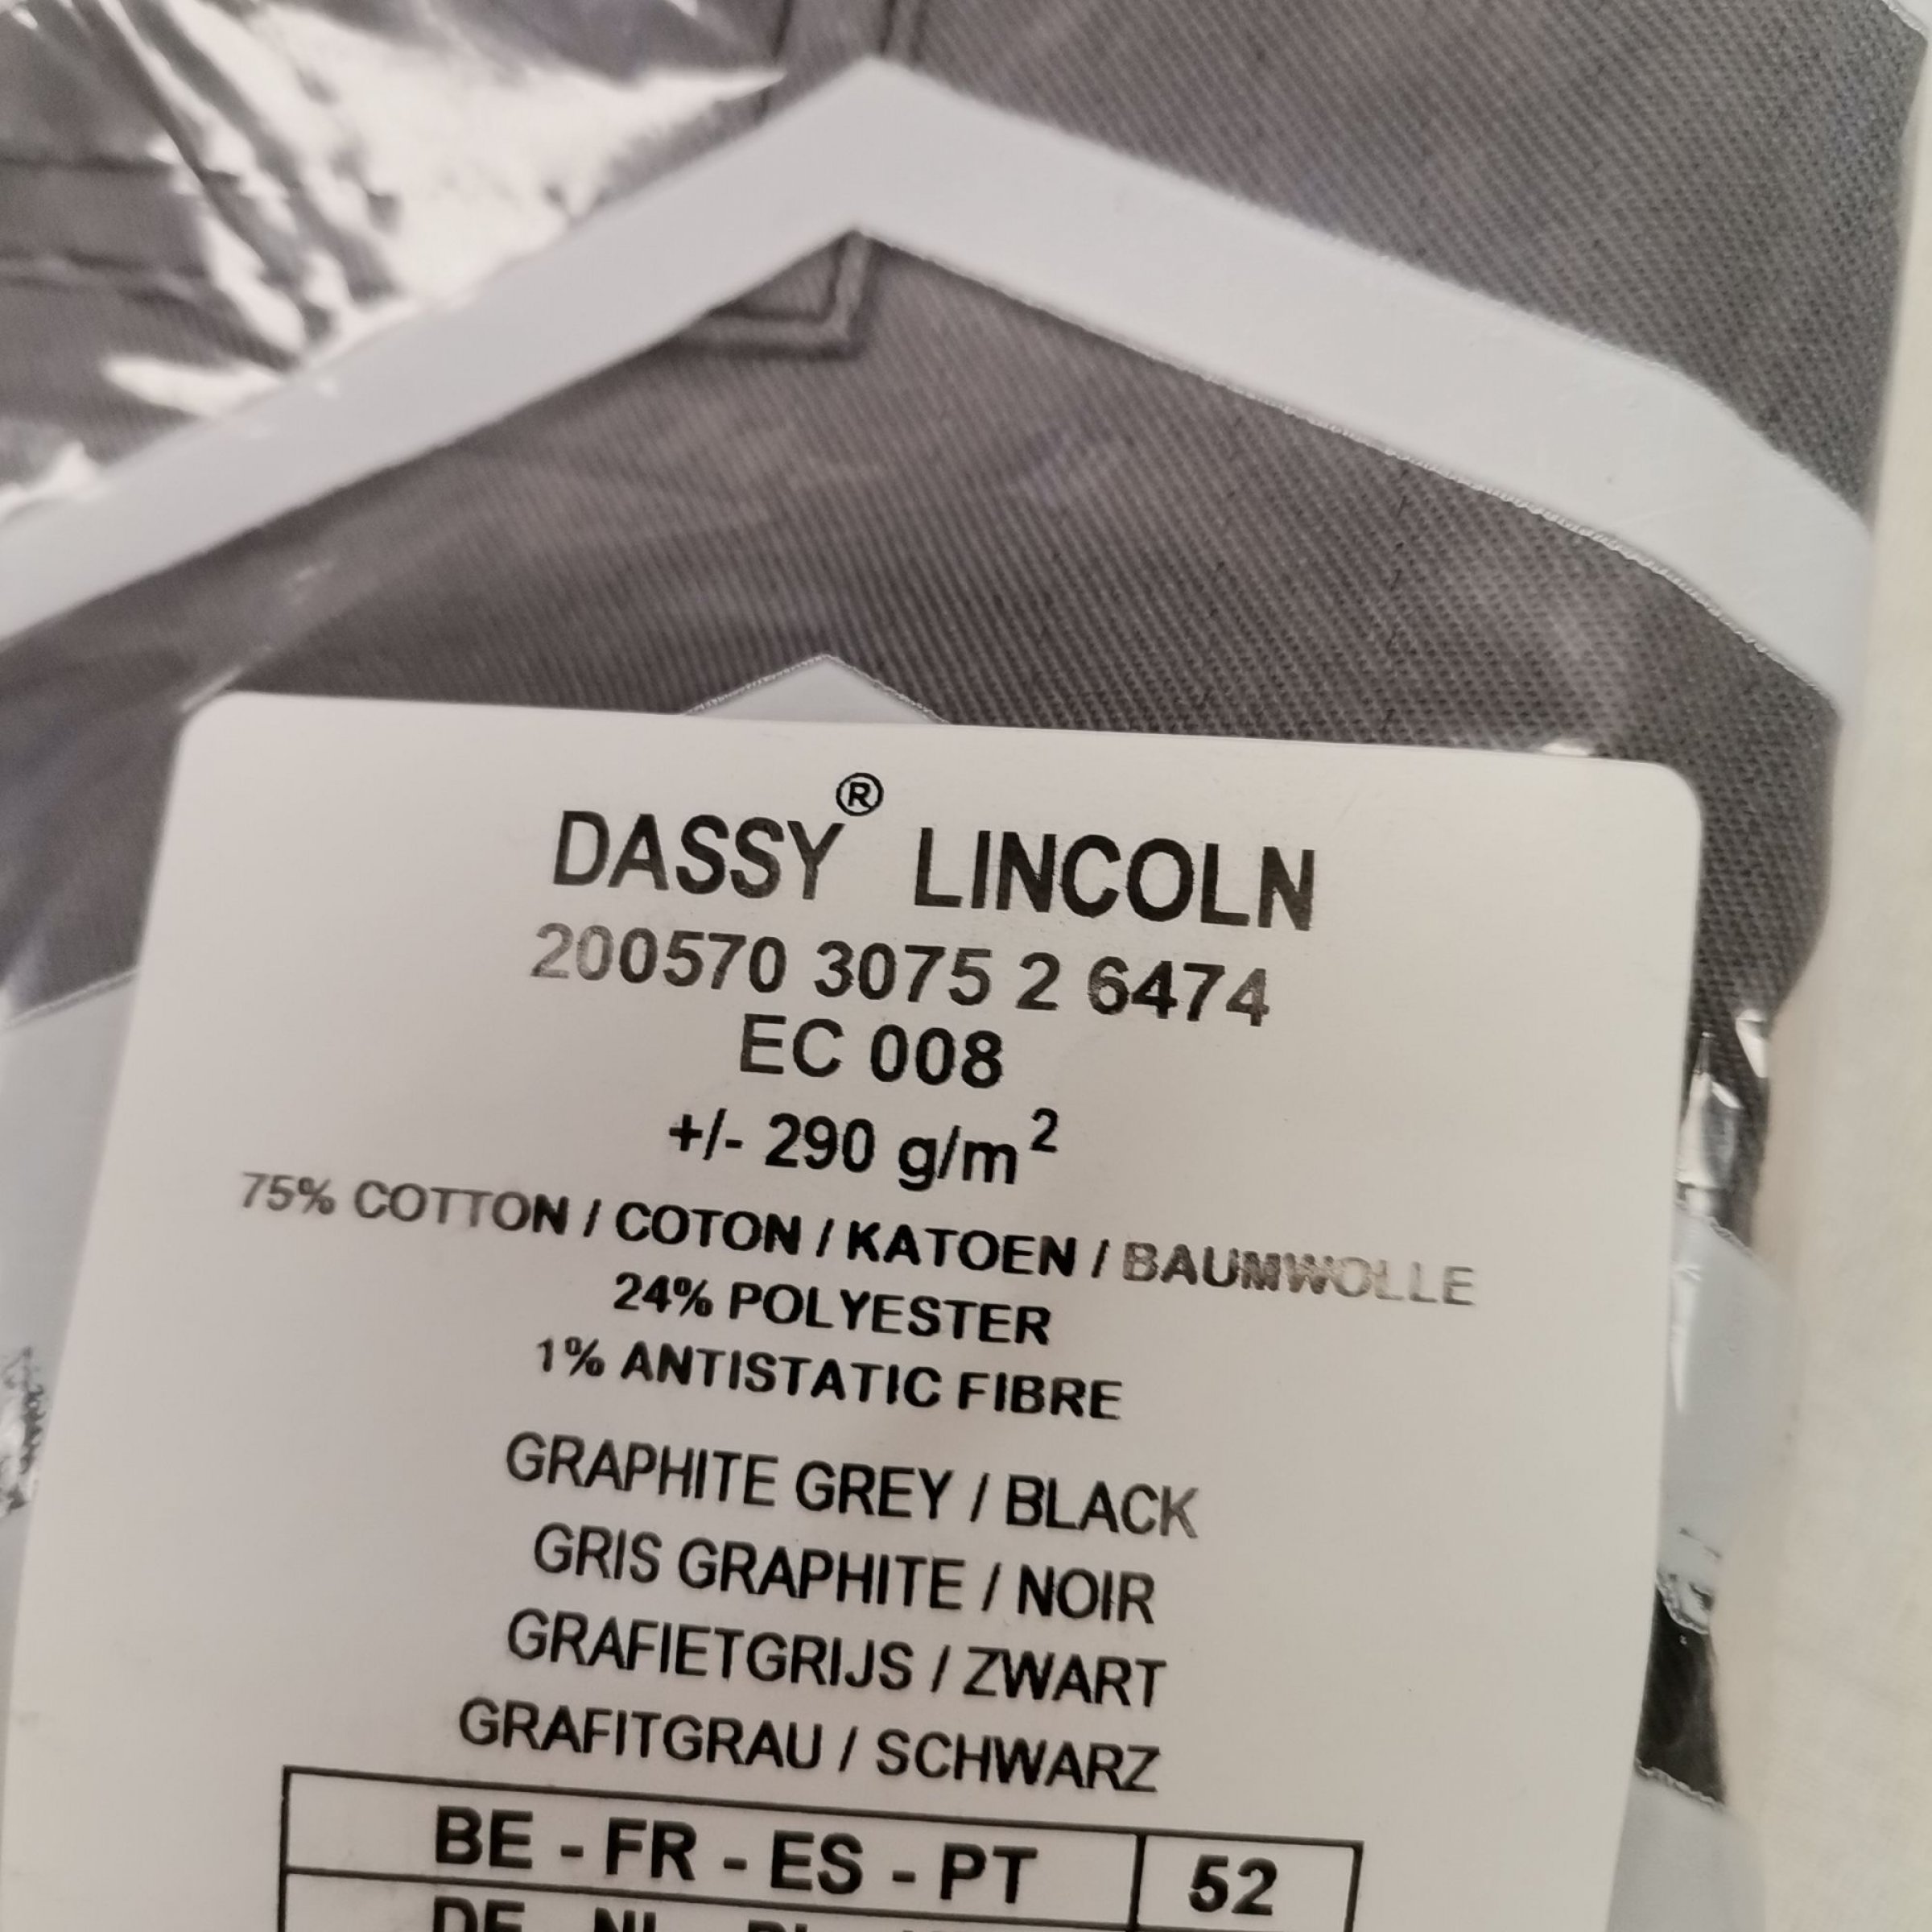 DASSY® LINCOLN
200570 3075 2 6474
EC 008
+/- 290 g/m²
75% COTTON / COTON / KATOEN / BAUMWOLLE
24% POLYESTER
1% ANTISTATIC FIBRE
GRAPHITE GREY / BLACK
GRIS GRAPHITE / NOIR
GRAFIETGRIJS / ZWART
GRAFITGRAU / SCHWARZ
BE - FR - ES - PT 52